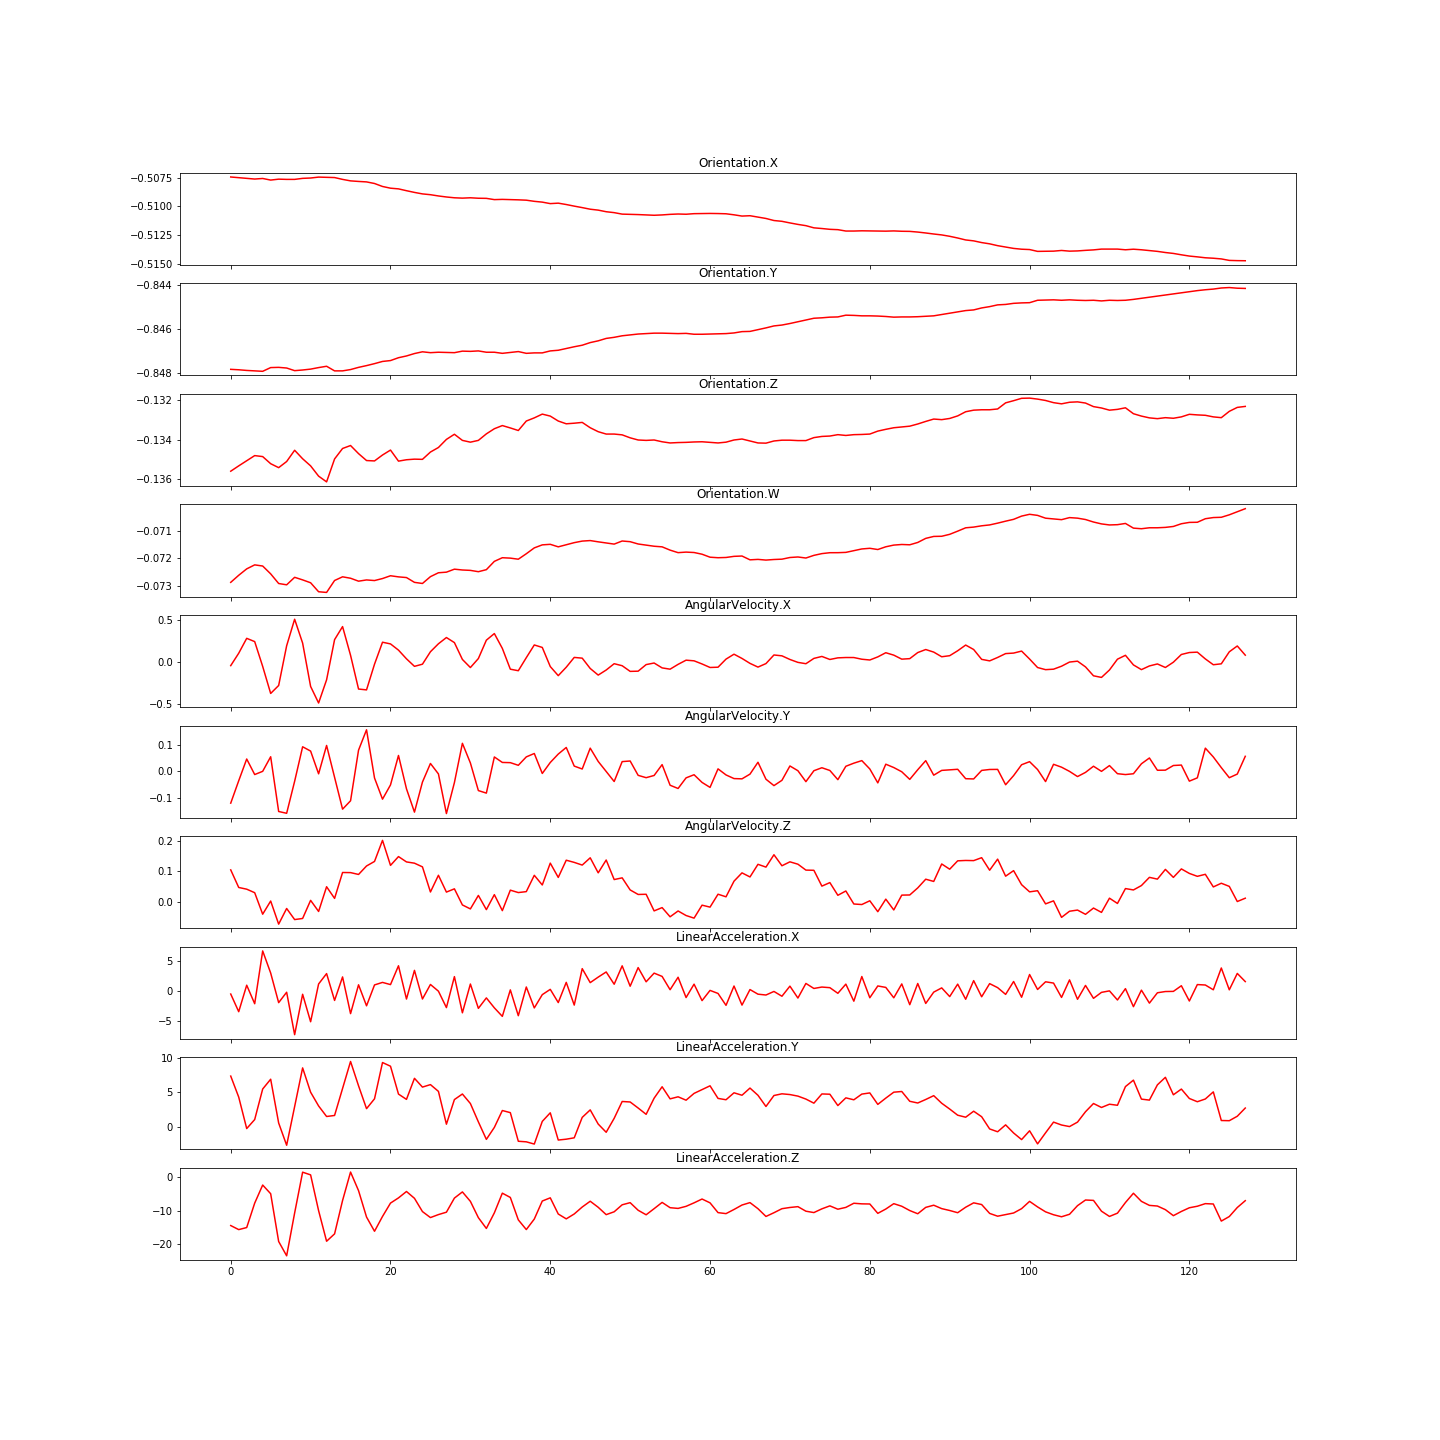 Orientation.X
−0.5075
−0.5100
−0.5125
−0.5150
Orientation.Y
−0.844
−0.846
−0.848
Orientation.Z
−0.132
−0.134
−0.136
Orientation.W
−0.071
−0.072
−0.073
AngularVelocity.X
0.5
0.0
−0.5
AngularVelocity.Y
0.1
0.0
−0.1
AngularVelocity.Z
0.2
0.1
0.0
LinearAcceleration.X
5
0
−5
LinearAcceleration.Y
10
5
0
LinearAcceleration.Z
0
−10
−20
0 20 40 60 80 100 120